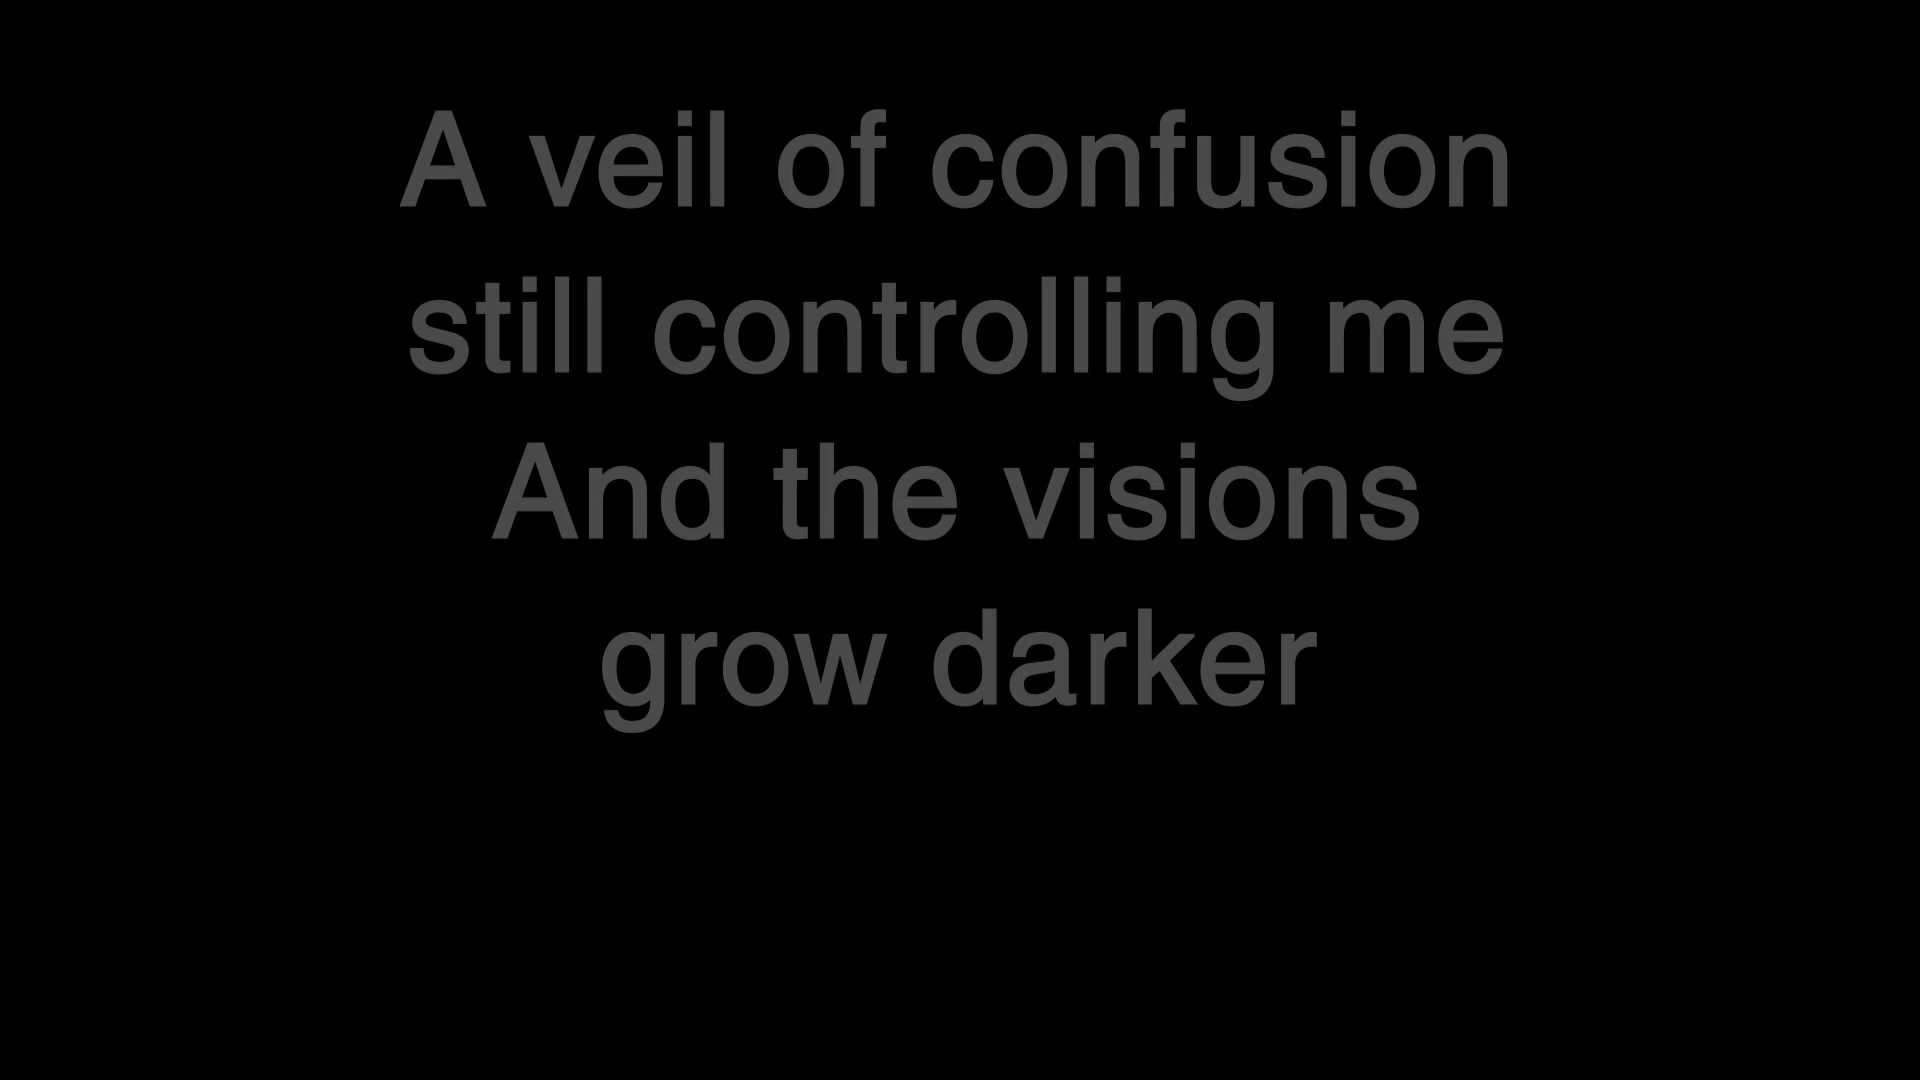 A veil of confusion
still controlling me
And the visions
grow darker